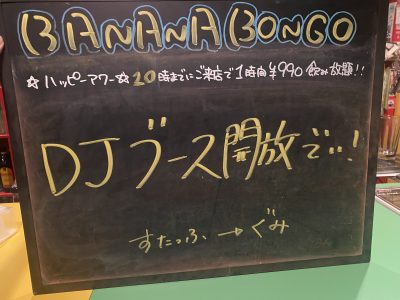 BANANA BONGO
☆ハッピーアワー☆20時までにご来店で1時間¥990飲み放題!!
DJブース開放でい!
すたっふ→ぐみ